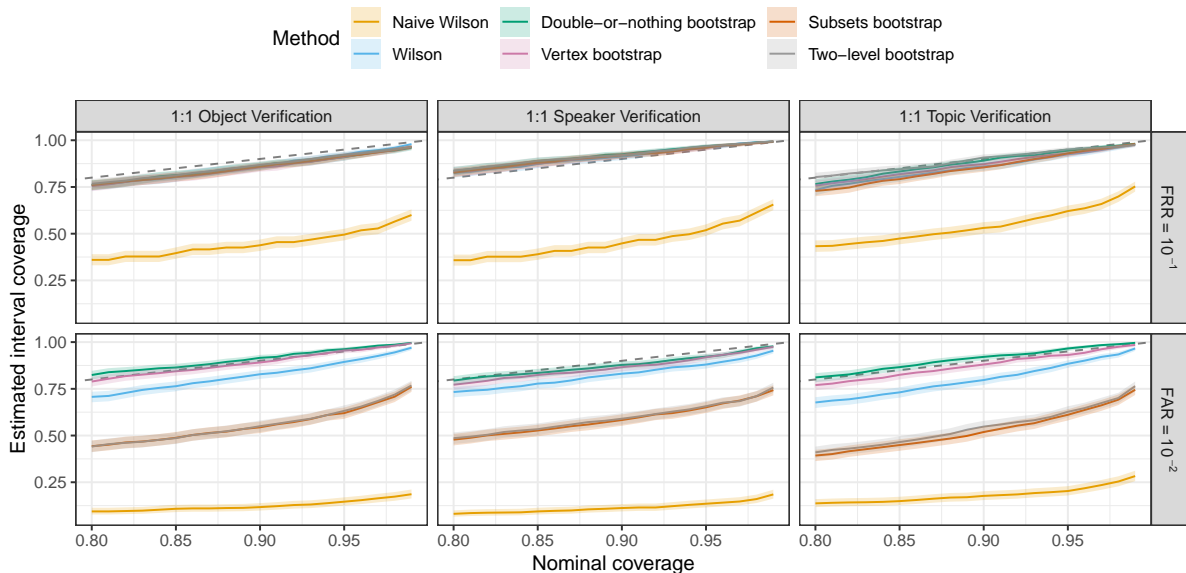 Method
Naive Wilson
Double−or−nothing bootstrap
Subsets bootstrap
Wilson
Vertex bootstrap
Two−level bootstrap
1:1 Object Verification
1:1 Speaker Verification
1:1 Topic Verification
Estimated interval coverage
1.00
0.75
0.50
0.25
FRR = 10⁻¹
1.00
0.75
0.50
0.25
FAR = 10⁻²
0.80 0.85 0.90 0.95 0.80 0.85 0.90 0.95 0.80 0.85 0.90 0.95
Nominal coverage